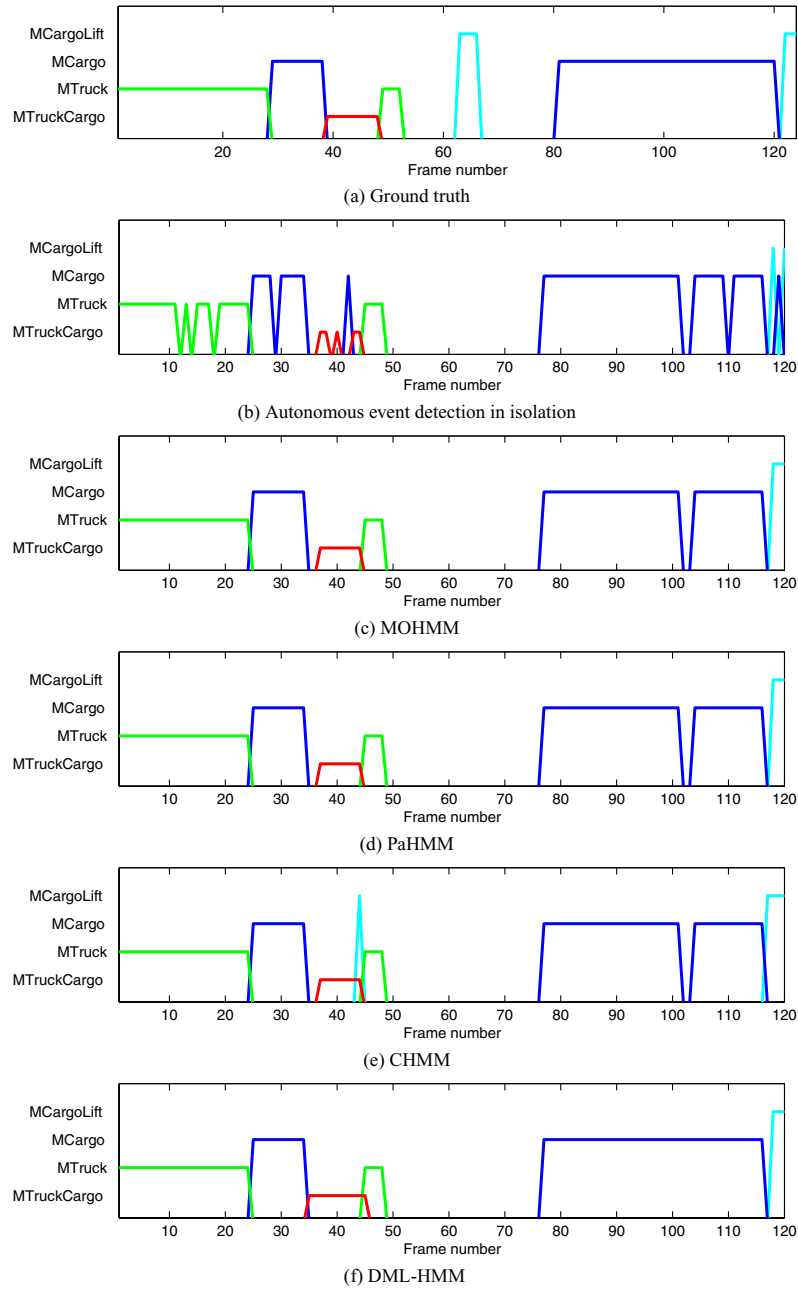 MCargoLift
MCargo
MTruck
MTruckCargo
20 40 60 80 100 120
Frame number
(a) Ground truth
MCargoLift
MCargo
MTruck
MTruckCargo
10 20 30 40 50 60 70 80 90 100 110 120
Frame number
(b) Autonomous event detection in isolation
MCargoLift
MCargo
MTruck
MTruckCargo
10 20 30 40 50 60 70 80 90 100 110 120
Frame number
(c) MOHMM
MCargoLift
MCargo
MTruck
MTruckCargo
10 20 30 40 50 60 70 80 90 100 110 120
Frame number
(d) PaHMM
MCargoLift
MCargo
MTruck
MTruckCargo
10 20 30 40 50 60 70 80 90 100 110 120
Frame number
(e) CHMM
MCargoLift
MCargo
MTruck
MTruckCargo
10 20 30 40 50 60 70 80 90 100 110 120
Frame number
(f) DML-HMM